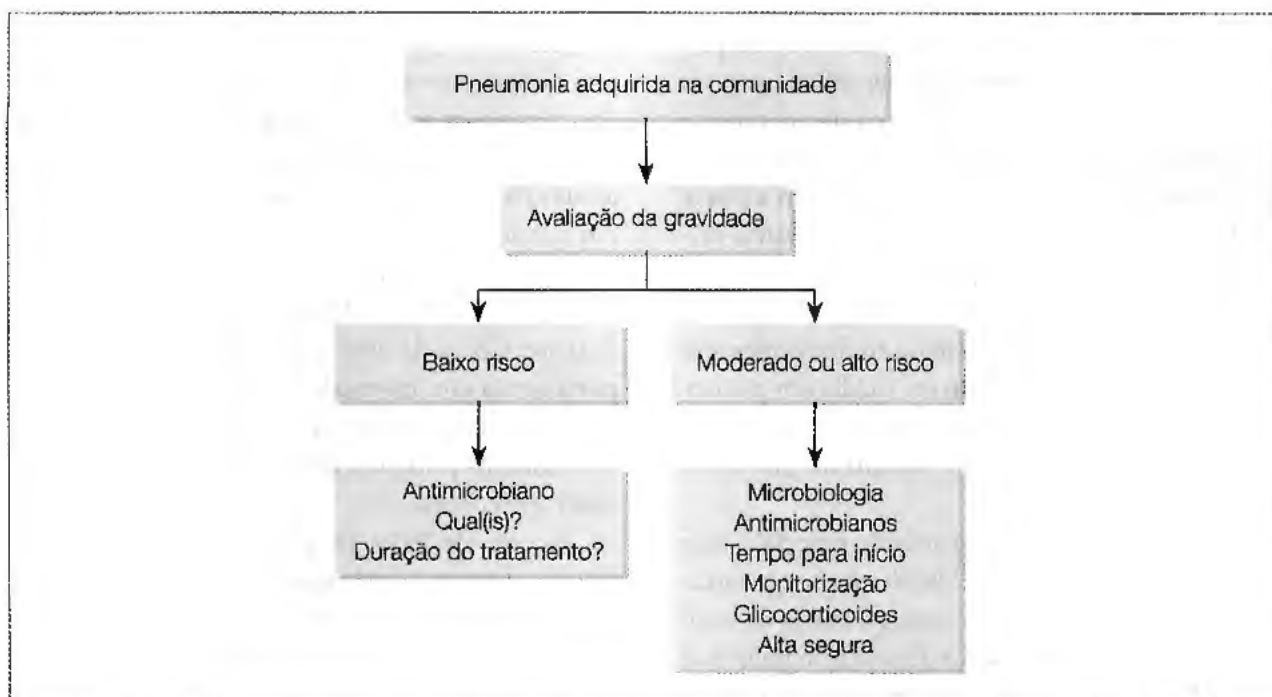 Pneumonia adquirida na comunidade
Avaliação da gravidade
Baixo risco
Moderado ou alto risco
Antimicrobiano
Qual(is)?
Duração do tratamento?
Microbiologia
Antimicrobianos
Tempo para início
Monitorização
Glicocorticoides
Alta segura